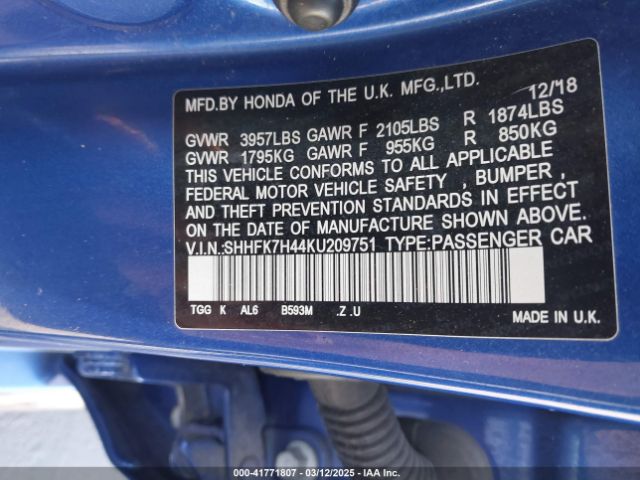 MFD.BY HONDA OF THE U.K. MFG.,LTD. 12/18
GVWR 3957LBS GAWR F 2105LBS R 1874LBS
GVWR 1795KG GAWR F 955KG R 850KG
THIS VEHICLE CONFORMS TO ALL APPLICABLE
FEDERAL MOTOR VEHICLE SAFETY , BUMPER ,
AND THEFT PREVENTION STANDARDS IN EFFECT
ON THE DATE OF MANUFACTURE SHOWN ABOVE.
V.I.N.:SHHFK7H44KU209751 TYPE:PASSENGER CAR
TGG K AL6 B593M .Z .U
MADE IN U.K.
00-41771807 • 03/12/2025 • IAA Inc.